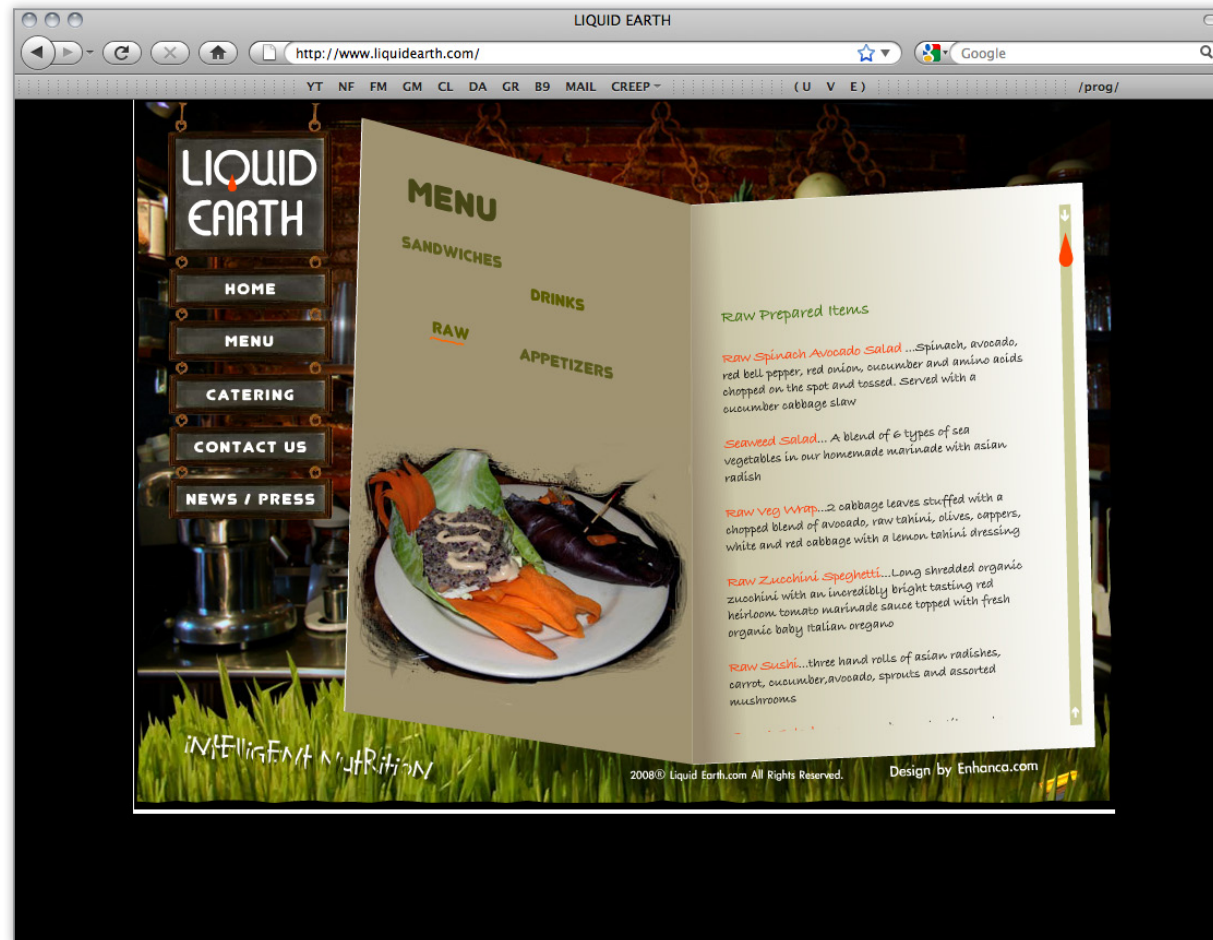 LIQUID EARTH
http://www.liquidearth.com/
Google
YT NF FM GM CL DA GR B9 MAIL CREEP ( U V E ) /prog/
LIQUID
EARTH
HOME
MENU
CATERING
CONTACT US
NEWS / PRESS
MENU
SANDWICHES
DRINKS
RAW
APPETIZERS
Raw Prepared Items
Raw Spinach Avocado Salad ...Spinach, avocado,
red bell pepper, red onion, cucumber and amino acids
chopped on the spot and tossed. Served with a
cucumber cabbage slaw
Seaweed Salad... A blend of 6 types of sea
vegetables in our homemade marinade with asian
radish
Raw Veg Wrap...2 cabbage leaves stuffed with a
chopped blend of avocado, raw tahini, olives, cappers,
white and red cabbage with a lemon tahini dressing
Raw Zucchini Speghetti...Long shredded organic
zucchini with an incredibly bright tasting red
heirloom tomato marinade sauce topped with fresh
organic baby Italian oregano
Raw Sushi...three hand rolls of asian radishes,
carrot, cucumber,avocado, sprouts and assorted
mushrooms
iNtElligENt NutRitioN
2008® Liquid Earth.com All Rights Reserved.
Design by Enhanca.com